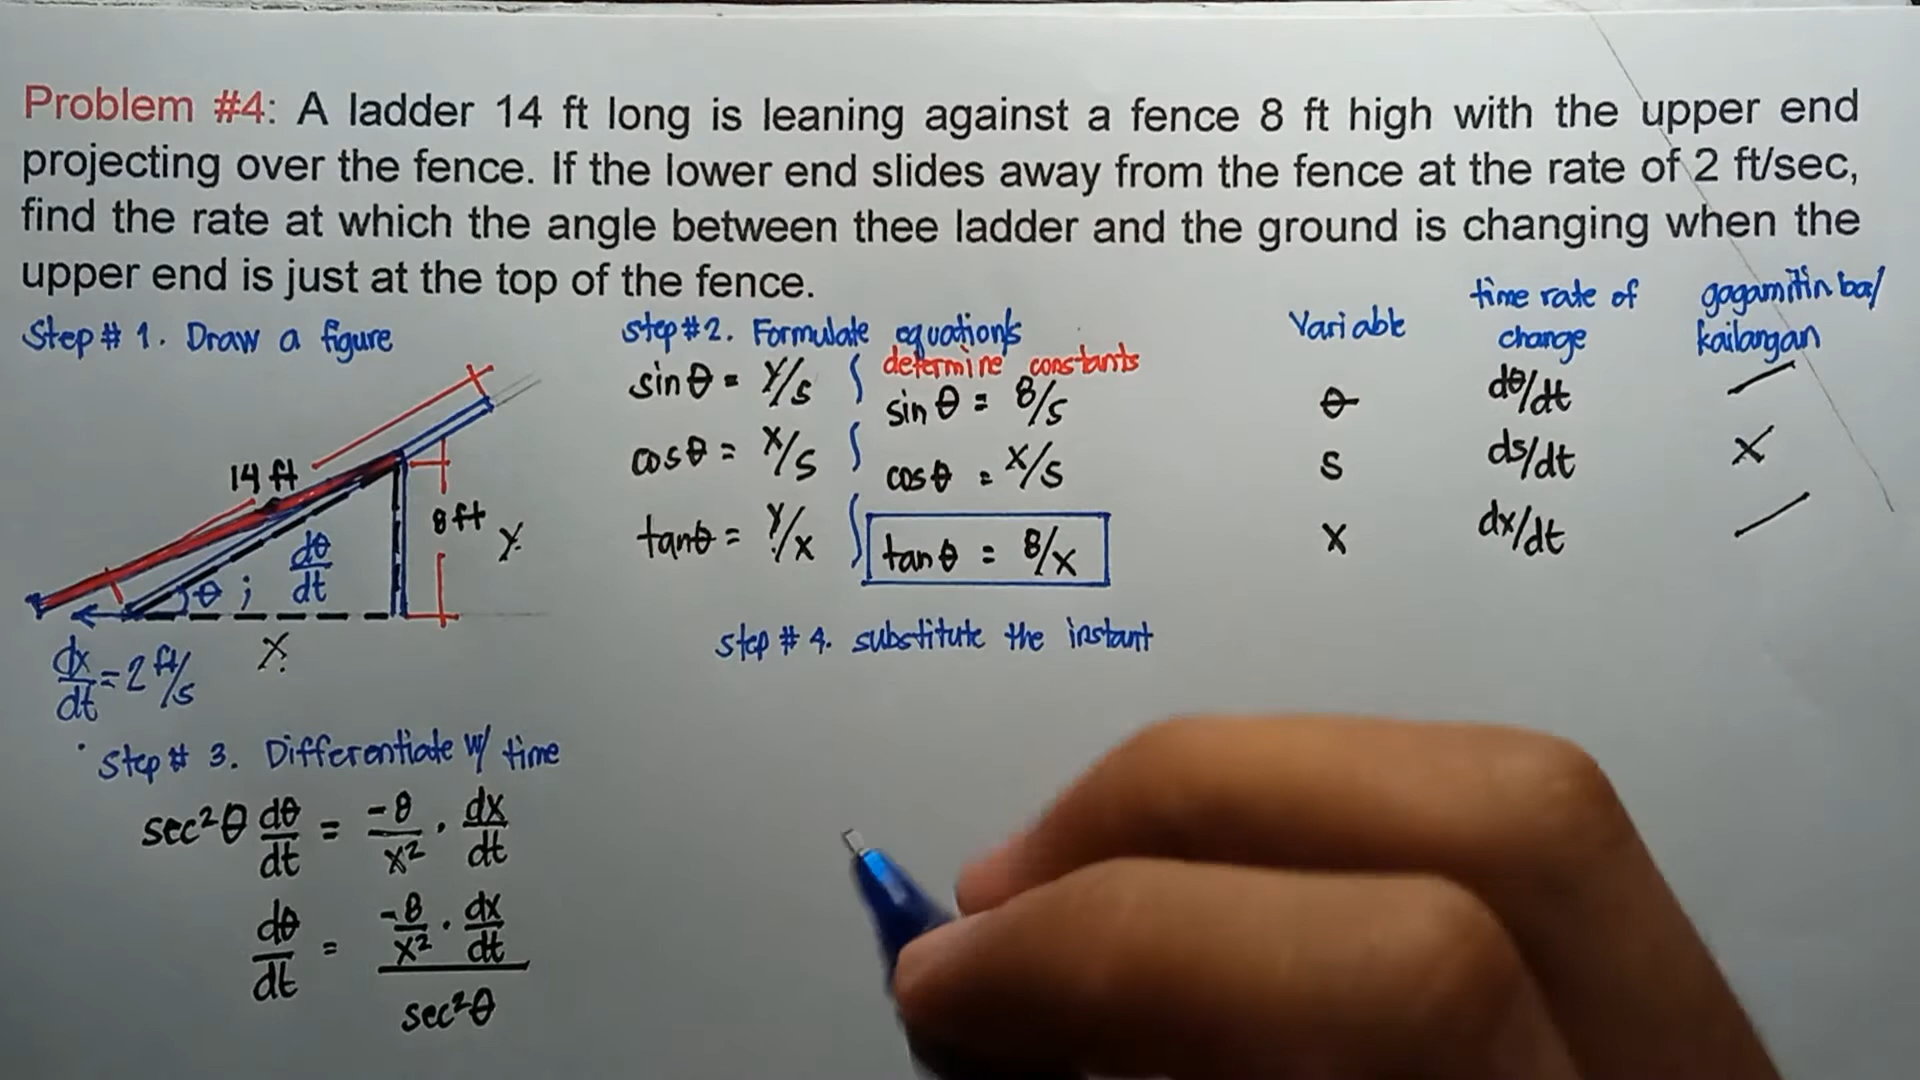 Problem #4: A ladder 14 ft long is leaning against a fence 8 ft high with the upper end
projecting over the fence. If the lower end slides away from the fence at the rate of 2 ft/sec,
find the rate at which the angle between thee ladder and the ground is changing when the
upper end is just at the top of the fence.
Step # 1. Draw a figure
14 ft
8 ft
y
θ ; dθ/dt
x
dx/dt = 2 ft/s
Step #2. Formulate equations
determine constants
sin θ = y/s
sin θ = 8/s
cos θ = x/s
cos θ = x/s
tan θ = y/x
tan θ = 8/x
Variable
time rate of
change
gagamitin ba/
kailangan
θ dθ/dt /
s ds/dt X
x dx/dt /
Step # 3. Differentiate w/ time
sec²θ dθ/dt = -8/x² · dx/dt
dθ/dt = -8/x² · dx/dt
sec²θ
Step # 4. substitute the instant